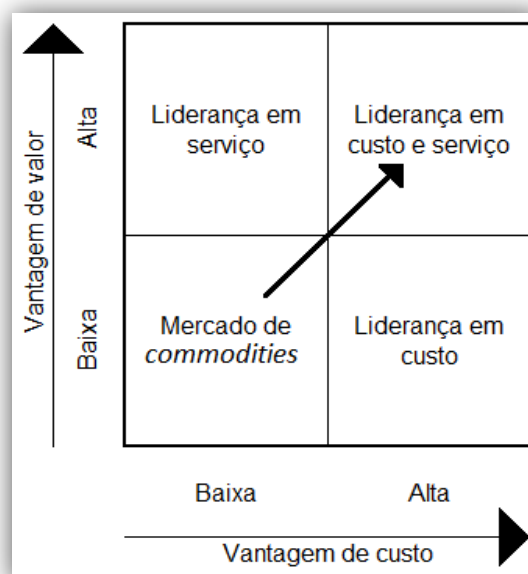 Vantagem de valor
Alta
Liderança em
serviço
Liderança em
custo e serviço
Baixa
Mercado de
commodities
Liderança em
custo
Baixa
Alta
Vantagem de custo